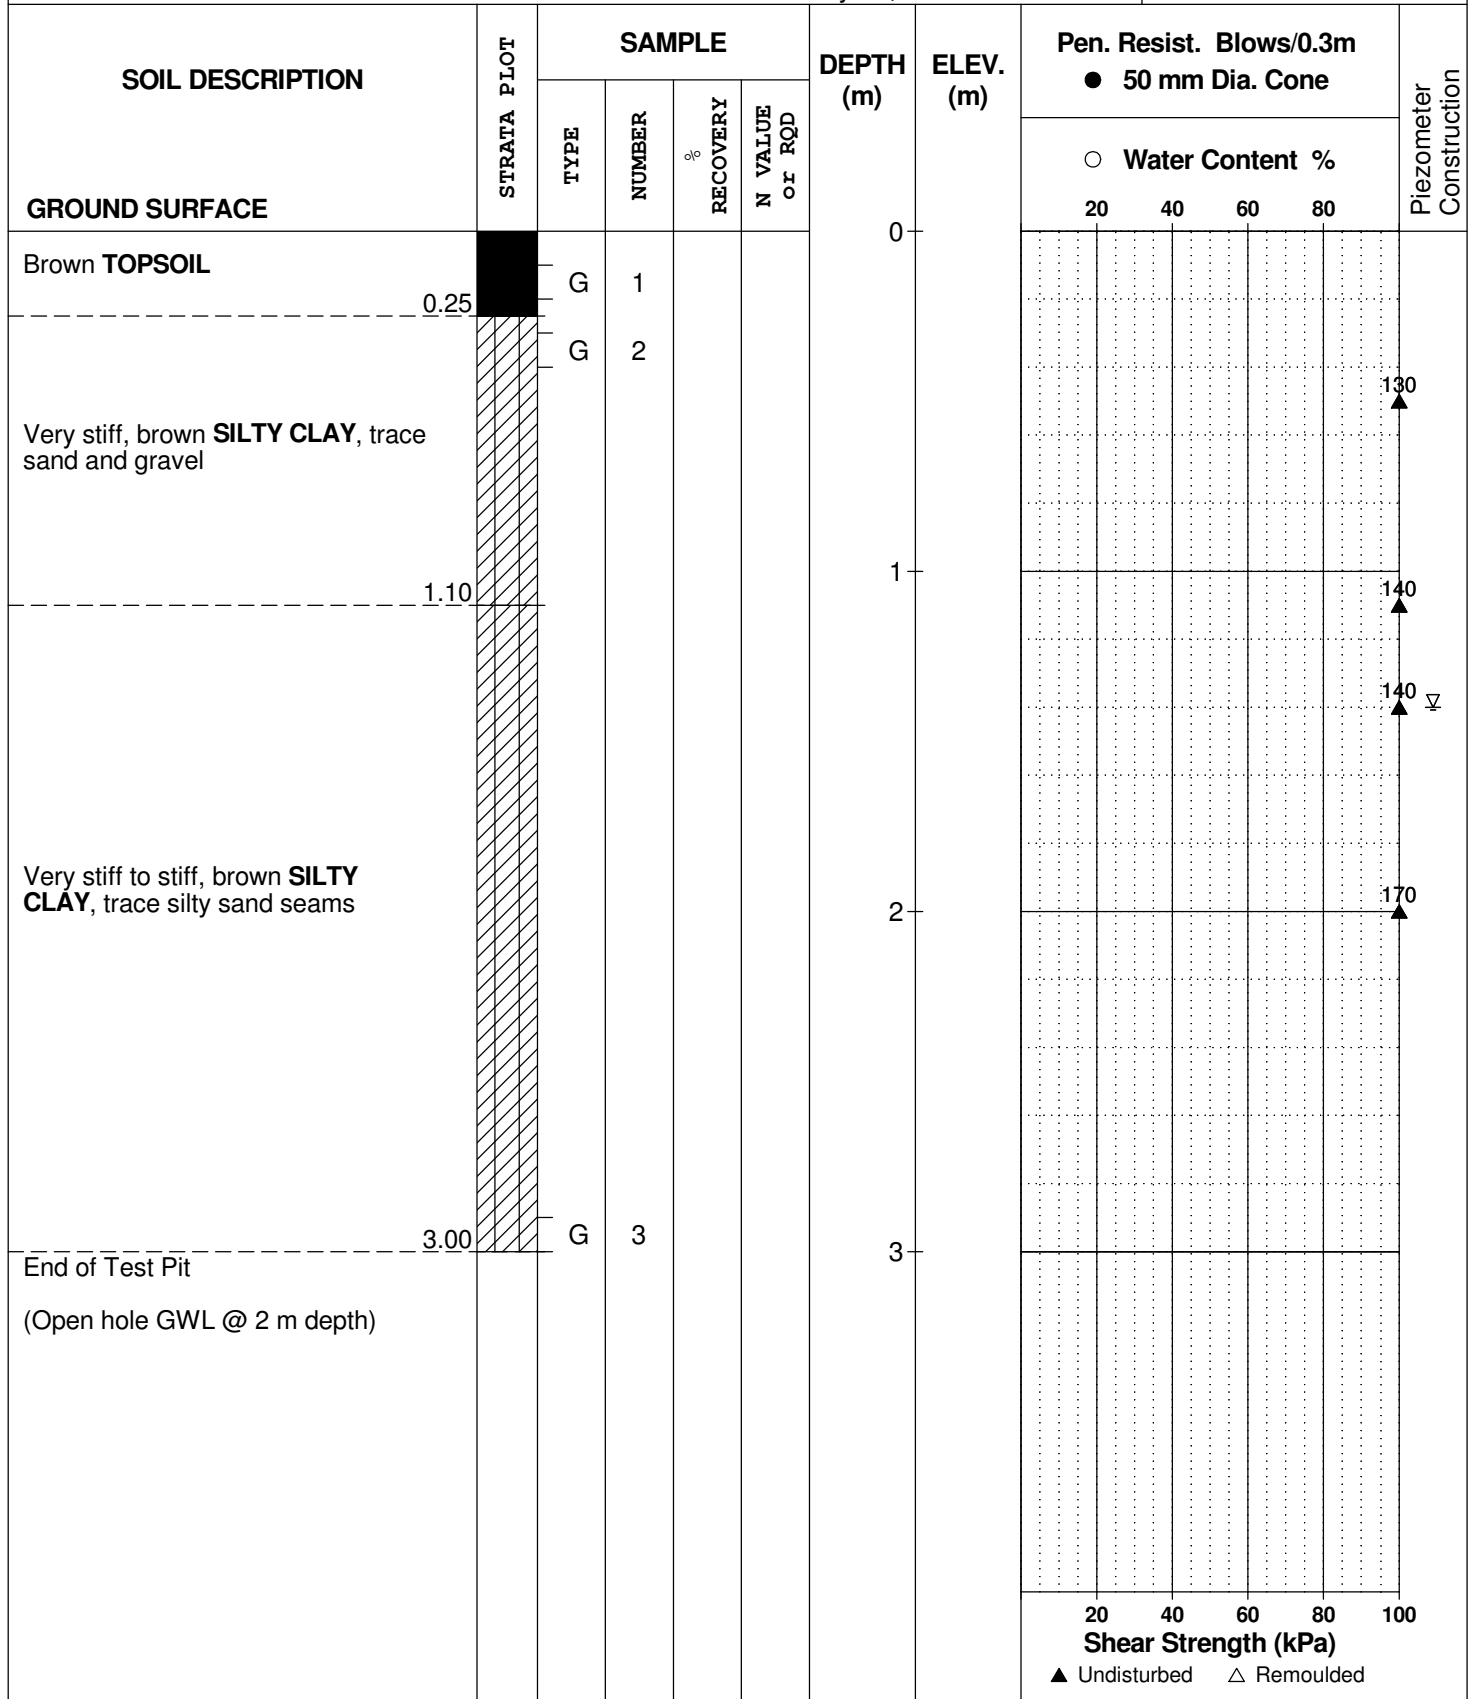 SOIL DESCRIPTION
GROUND SURFACE
STRATA PLOT
SAMPLE
TYPE
NUMBER
%
RECOVERY
N VALUE
or RQD
DEPTH
(m)
ELEV.
(m)
Pen. Resist. Blows/0.3m
● 50 mm Dia. Cone
○ Water Content %
20 40 60 80
Piezometer
Construction
0
Brown TOPSOIL
0.25
G 1
G 2
130
Very stiff, brown SILTY CLAY, trace
sand and gravel
1
1.10
140
140
Very stiff to stiff, brown SILTY
CLAY, trace silty sand seams
170
2
3.00
G 3
3
End of Test Pit
(Open hole GWL @ 2 m depth)
20 40 60 80 100
Shear Strength (kPa)
▲ Undisturbed △ Remoulded